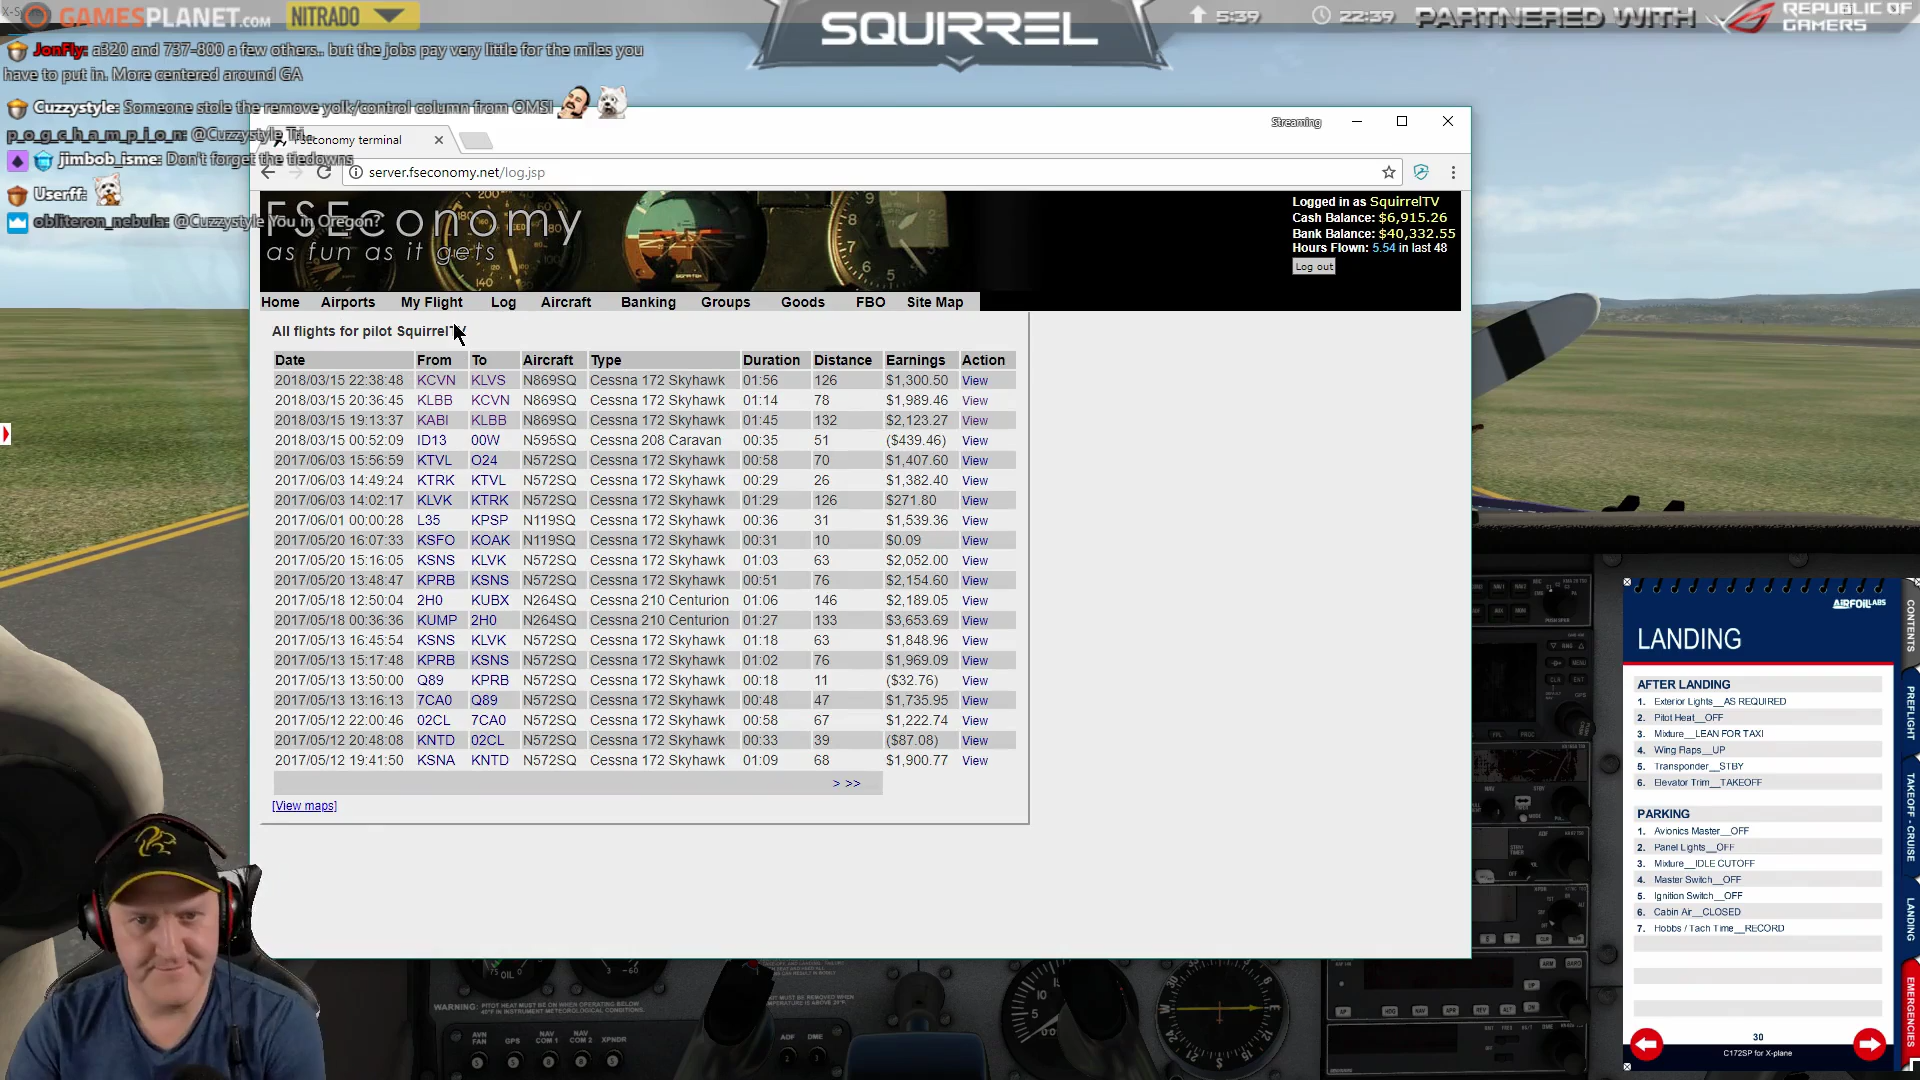 GAMESPLANET.COM
NITRADO
SQUIRREL
5:39
22:39
PARTNERED WITH
REPUBLIC OF
GAMERS
JonFly: a320 and 737-800 a few others.. but the jobs pay very little for the miles you
have to put in. More centered around GA
Cuzzystyle: Someone stole the remove yolk/control column from OMSI
p_o_g_c_h_a_m_p_i_o_n: @Cuzzystyle
jimbob_isme: Don't forget the tiedowns
Userff:
obliteron_nebula: @Cuzzystyle You in Oregon?
FSEconomy terminal
Streaming
server.fseconomy.net/log.jsp
FSEconomy
as fun as it gets
Logged in as SquirrelTV
Cash Balance: $6,915.26
Bank Balance: $40,332.55
Hours Flown: 5.54 in last 48
Log out
Home Airports My Flight Log Aircraft Banking Groups Goods FBO Site Map
All flights for pilot SquirrelTV
Date From To Aircraft Type Duration Distance Earnings Action
2018/03/15 22:38:48 KCVN KLVS N869SQ Cessna 172 Skyhawk 01:56 126 $1,300.50 View
2018/03/15 20:36:45 KLBB KCVN N869SQ Cessna 172 Skyhawk 01:14 78 $1,989.46 View
2018/03/15 19:13:37 KABI KLBB N869SQ Cessna 172 Skyhawk 01:45 132 $2,123.27 View
2018/03/15 00:52:09 ID13 00W N595SQ Cessna 208 Caravan 00:35 51 ($439.46) View
2017/06/03 15:56:59 KTVL O24 N572SQ Cessna 172 Skyhawk 00:58 70 $1,407.60 View
2017/06/03 14:49:24 KTRK KTVL N572SQ Cessna 172 Skyhawk 00:29 26 $1,382.40 View
2017/06/03 14:02:17 KLVK KTRK N572SQ Cessna 172 Skyhawk 01:29 126 $271.80 View
2017/06/01 00:00:28 L35 KPSP N119SQ Cessna 172 Skyhawk 00:36 31 $1,539.36 View
2017/05/20 16:07:33 KSFO KOAK N119SQ Cessna 172 Skyhawk 00:31 10 $0.09 View
2017/05/20 15:16:05 KSNS KLVK N572SQ Cessna 172 Skyhawk 01:03 63 $2,052.00 View
2017/05/20 13:48:47 KPRB KSNS N572SQ Cessna 172 Skyhawk 00:51 76 $2,154.60 View
2017/05/18 12:50:04 2H0 KUBX N264SQ Cessna 210 Centurion 01:06 146 $2,189.05 View
2017/05/18 00:36:36 KUMP 2H0 N264SQ Cessna 210 Centurion 01:27 133 $3,653.69 View
2017/05/13 16:45:54 KSNS KLVK N572SQ Cessna 172 Skyhawk 01:18 63 $1,848.96 View
2017/05/13 15:17:48 KPRB KSNS N572SQ Cessna 172 Skyhawk 01:02 76 $1,969.09 View
2017/05/13 13:50:00 Q89 KPRB N572SQ Cessna 172 Skyhawk 00:18 11 ($32.76) View
2017/05/13 13:16:13 7CA0 Q89 N572SQ Cessna 172 Skyhawk 00:48 47 $1,735.95 View
2017/05/12 22:00:46 02CL 7CA0 N572SQ Cessna 172 Skyhawk 00:58 67 $1,222.74 View
2017/05/12 20:48:08 KNTD 02CL N572SQ Cessna 172 Skyhawk 00:33 39 ($87.08) View
2017/05/12 19:41:50 KSNA KNTD N572SQ Cessna 172 Skyhawk 01:09 68 $1,900.77 View
> >>
[View maps]
AIRFOILLABS
LANDING
AFTER LANDING
1. Exterior Lights__AS REQUIRED
2. Pitot Heat__OFF
3. Mixture__LEAN FOR TAXI
4. Wing Flaps__UP
5. Transponder__STBY
6. Elevator Trim__TAKEOFF
PARKING
1. Avionics Master__OFF
2. Panel Lights__OFF
3. Mixture__IDLE CUTOFF
4. Master Switch__OFF
5. Ignition Switch__OFF
6. Cabin Air__CLOSED
7. Hobbs / Tach Time__RECORD
30
C172SP for X-plane
CONTENTS
PREFLIGHT
TAKEOFF - CRUISE
LANDING
EMERGENCIES
OIL
WARNING:
AVN FAN
GPS
NAV COM 1
NAV COM 2
XPNDR
ADF
DME